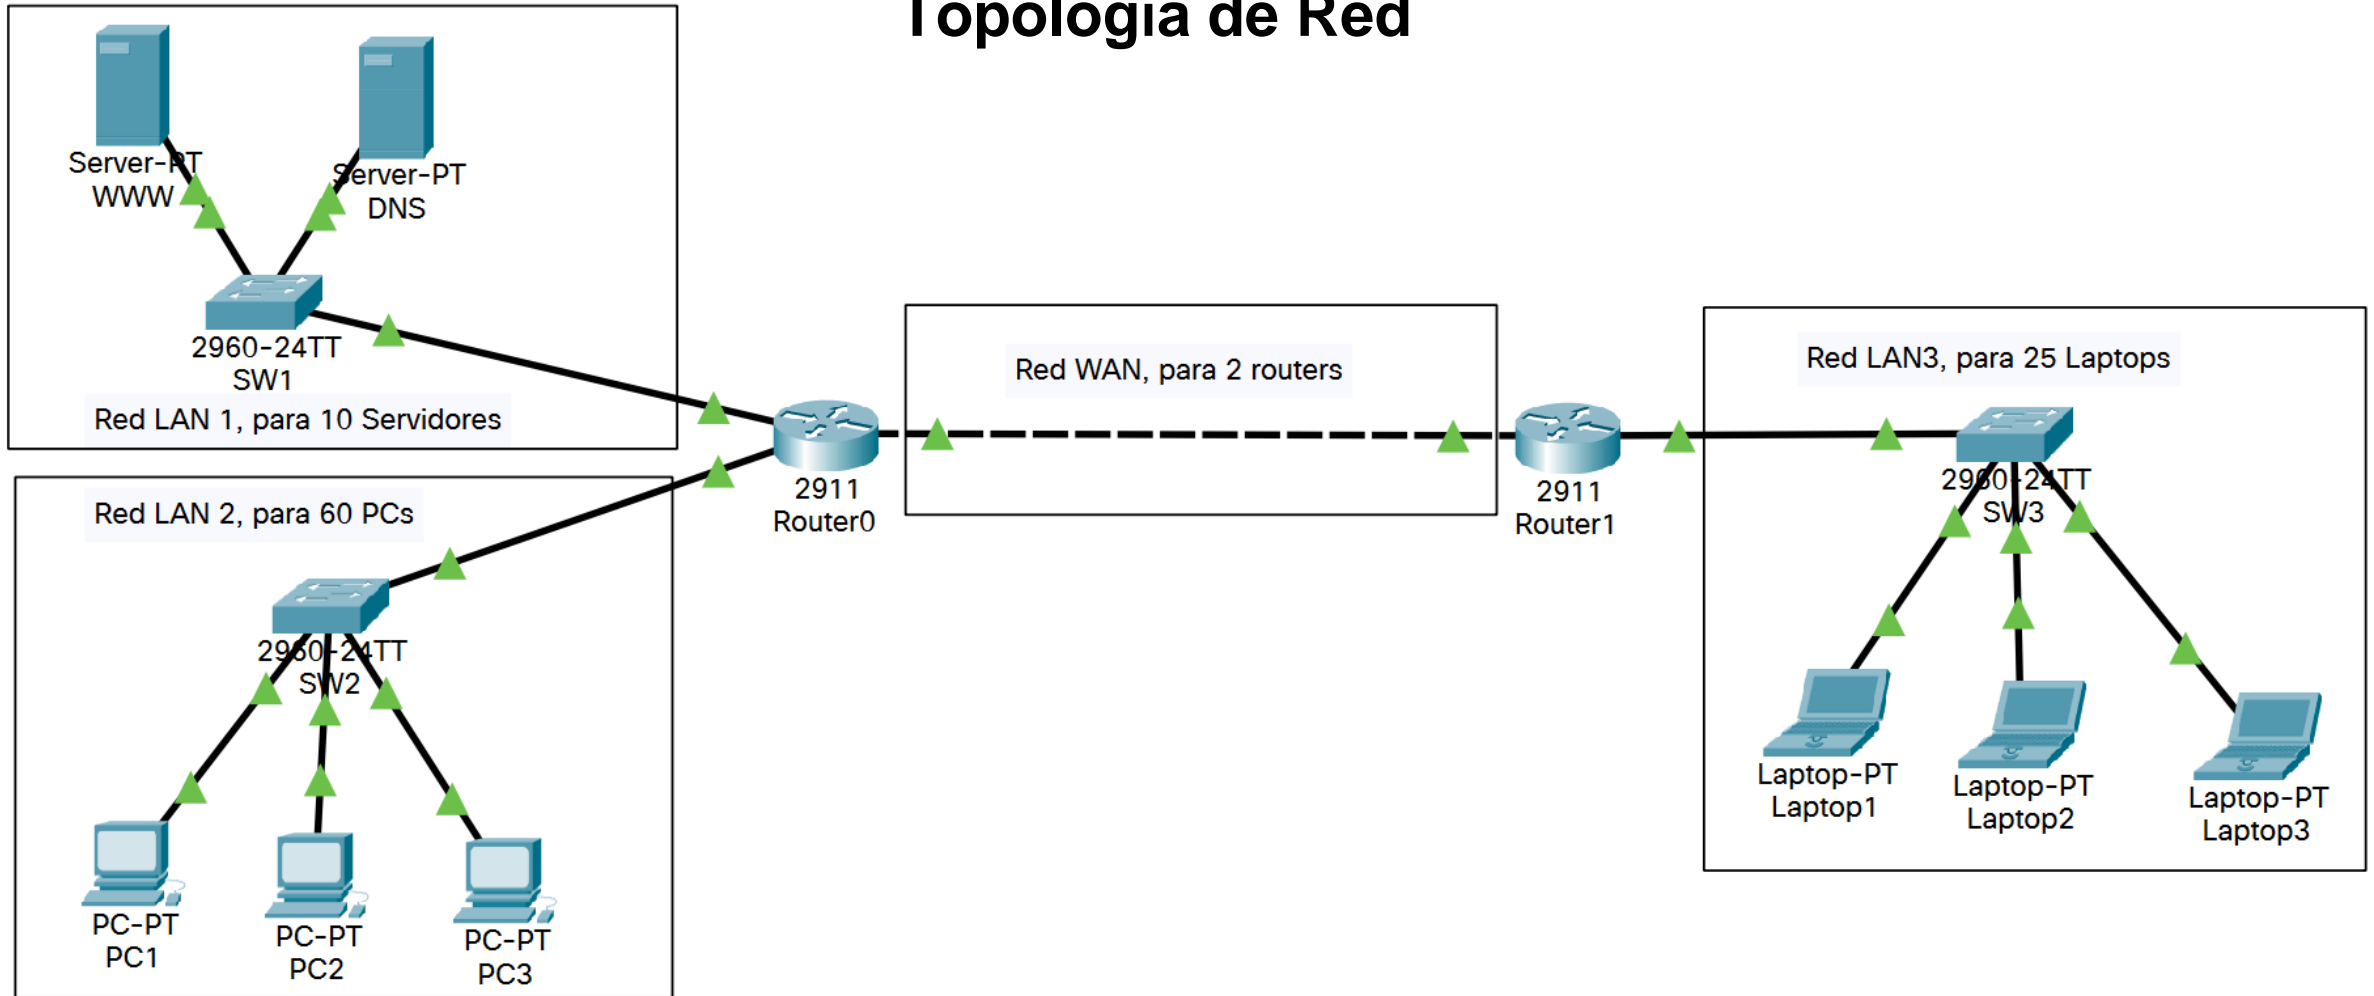 Topología de Red
Server-PT
WWW
Server-PT
DNS
2960-24TT
SW1
Red LAN 1, para 10 Servidores
Red LAN 2, para 60 PCs
2960-24TT
SW2
PC-PT
PC1
PC-PT
PC2
PC-PT
PC3
2911
Router0
Red WAN, para 2 routers
2911
Router1
Red LAN3, para 25 Laptops
2960-24TT
SW3
Laptop-PT
Laptop1
Laptop-PT
Laptop2
Laptop-PT
Laptop3